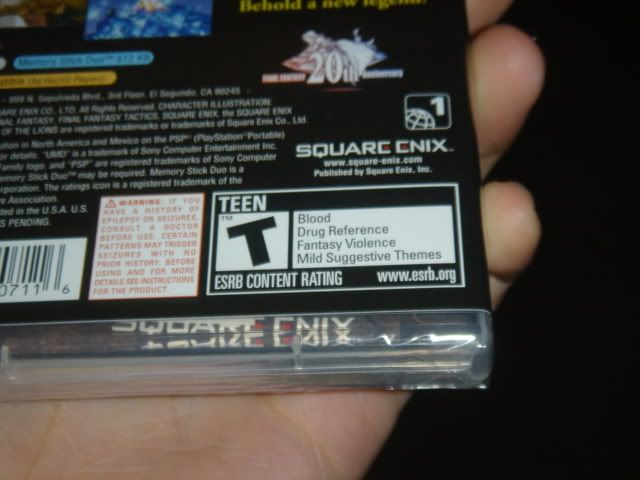 Behold a new legend!
Memory Stick Duo™ 512 KB
(Ad Hoc)(2 Players)
FINAL FANTASY 20th Anniversary
999 N. Sepulveda Blvd., 3rd Floor, El Segundo, CA 90245
ENIX CO., LTD. All Rights Reserved. CHARACTER ILLUSTRATION:
FINAL FANTASY, FINAL FANTASY TACTICS, SQUARE ENIX, the SQUARE ENIX
OF THE LIONS are registered trademarks or trademarks of Square Enix Co., Ltd.
in North America and Mexico on the PSP® (PlayStation®Portable)
details. "UMD" is a trademark of Sony Computer Entertainment Inc.
Family logo, and "PSP" are registered trademarks of Sony Computer
Memory Stick Duo™ may be required. Memory Stick Duo is a
The ratings icon is a registered trademark of the
Association.
in the U.S.A. U.S.
PENDING.
1
SQUARE ENIX™
www.square-enix.com
Published by Square Enix, Inc.
WARNING: IF YOU
HAVE A HISTORY OF
EPILEPSY OR SEIZURES,
CONSULT A DOCTOR
BEFORE USE. CERTAIN
PATTERNS MAY TRIGGER
SEIZURES WITH NO
PRIOR HISTORY. BEFORE
USING AND FOR MORE
DETAILS SEE INSTRUCTIONS
FOR THE PRODUCT.
0711 6
TEEN
T™
Blood
Drug Reference
Fantasy Violence
Mild Suggestive Themes
ESRB CONTENT RATING www.esrb.org
SQUARE ENIX